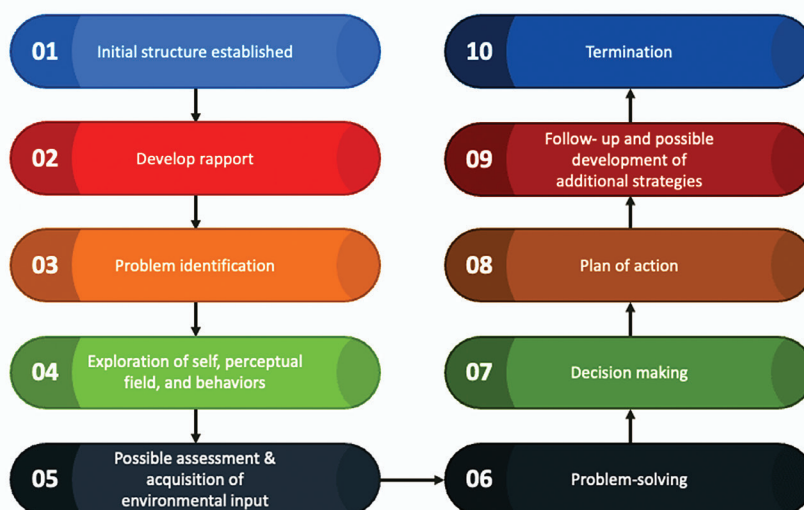 01 Initial structure established
02 Develop rapport
03 Problem identification
04 Exploration of self, perceptual
field, and behaviors
05 Possible assessment &
acquisition of
environmental input
06 Problem-solving
07 Decision making
08 Plan of action
09 Follow- up and possible
development of
additional strategies
10 Termination